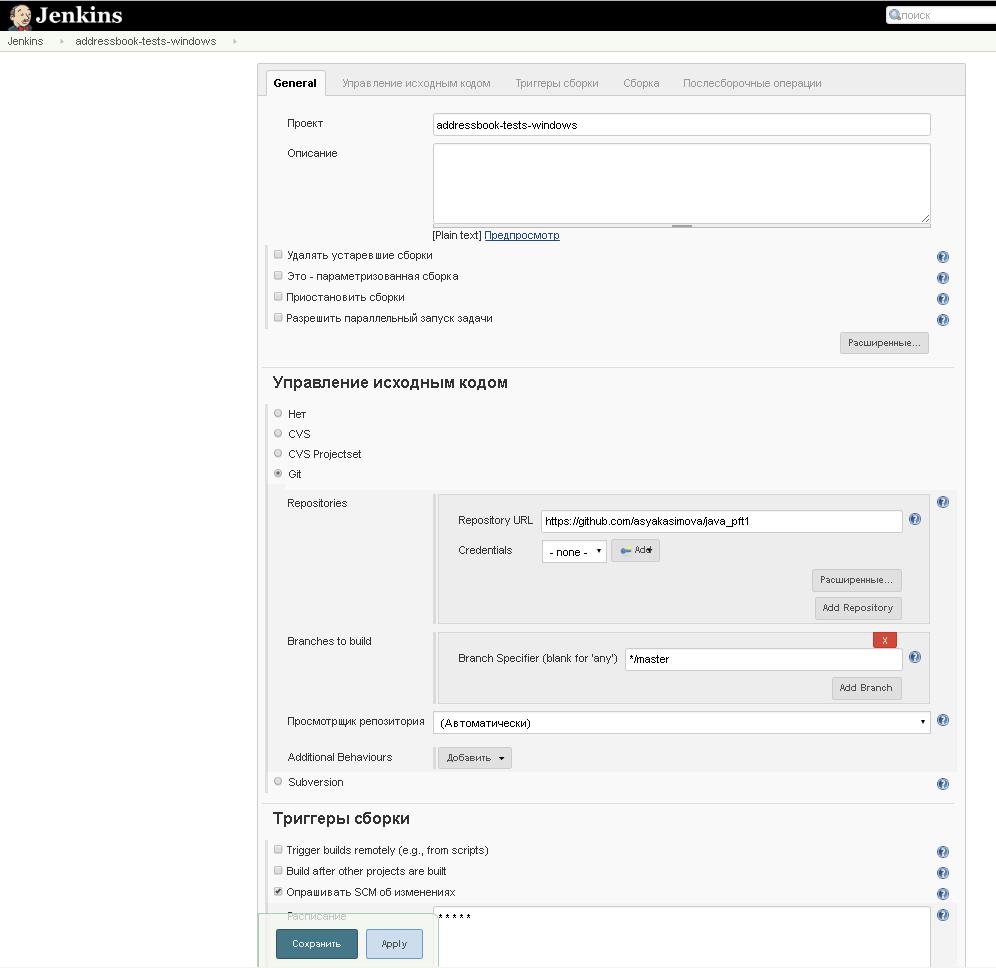 Jenkins
поиск
Jenkins addressbook-tests-windows
General Управление исходным кодом Триггеры сборки Сборка Послесборочные операции
Проект addressbook-tests-windows
Описание
[Plain text] Предпросмотр
Удалять устаревшие сборки
Это - параметризованная сборка
Приостановить сборки
Разрешить параллельный запуск задачи
Расширенные...
Управление исходным кодом
Нет
CVS
CVS Projectset
Git
Repositories
Repository URL https://github.com/asyakasimova/java_pft1
Credentials - none - Add
Расширенные...
Add Repository
Branches to build
X
Branch Specifier (blank for 'any') */master
Add Branch
Просмотрщик репозитория (Автоматически)
Additional Behaviours Добавить
Subversion
Триггеры сборки
Trigger builds remotely (e.g., from scripts)
Build after other projects are built
Опрашивать SCM об изменениях
Расписание * * * * *
Сохранить Apply